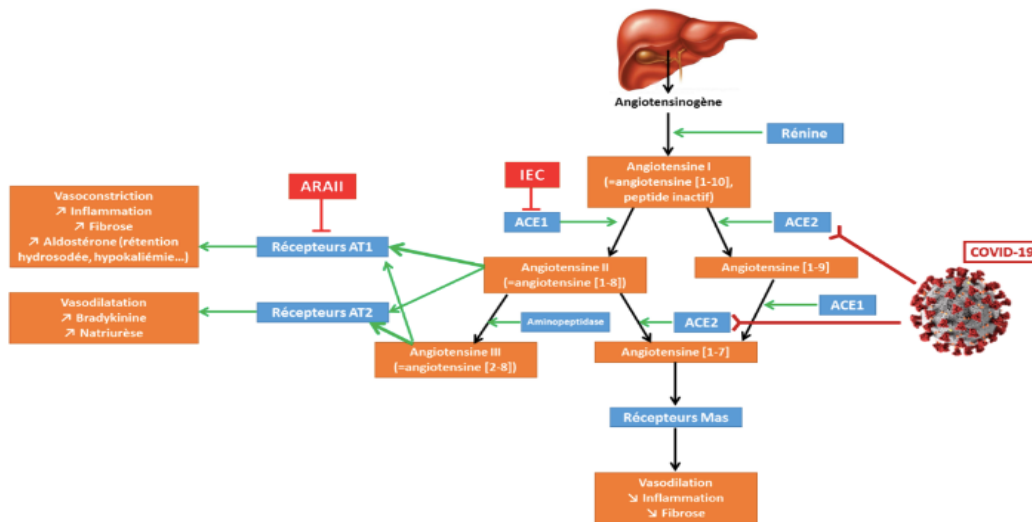 Angiotensinogène
Rénine
Angiotensine I
(=angiotensine [1-10],
peptide inactif)
ARAII
IEC
ACE1
ACE2
COVID-19
Vasoconstriction
↗ Inflammation
↗ Fibrose
↗ Aldostérone (rétention
hydrosodée, hypokaliémie...)
Récepteurs AT1
Angiotensine II
(=angiotensine [1-8])
Angiotensine [1-9]
Vasodilatation
↗ Bradykinine
↗ Natriurèse
Récepteurs AT2
Aminopeptidase
ACE2
ACE1
Angiotensine III
(=angiotensine [2-8])
Angiotensine [1-7]
Récepteurs Mas
Vasodilation
↘ Inflammation
↘ Fibrose